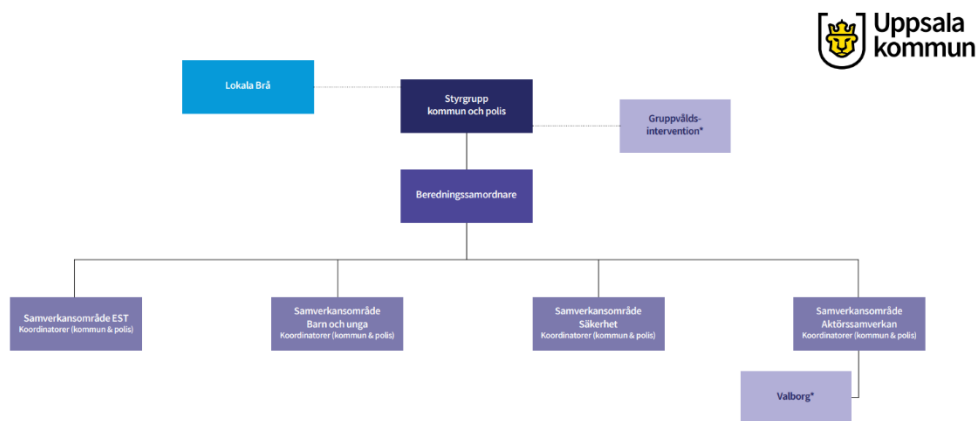 Uppsala
kommun
Lokala Brå
Styrgrupp
kommun och polis
Gruppvålds-
intervention*
Beredningssamordnare
Samverkansområde EST
Koordinatorer (kommun & polis)
Samverkansområde
Barn och unga
Koordinatorer (kommun & polis)
Samverkansområde
Säkerhet
Koordinatorer (kommun & polis)
Samverkansområde
Aktörssamverkan
Koordinatorer (kommun & polis)
Valborg*